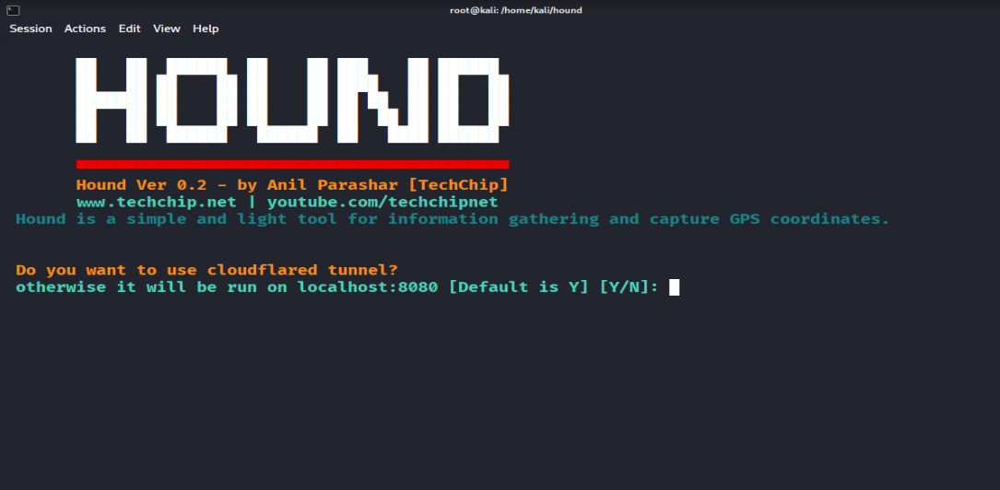 root@kali: /home/kali/hound
Session Actions Edit View Help
HOUND
Hound Ver 0.2 - by Anil Parashar [TechChip]
www.techchip.net | youtube.com/techchipnet
Hound is a simple and light tool for information gathering and capture GPS coordinates.
Do you want to use cloudflared tunnel?
otherwise it will be run on localhost:8080 [Default is Y] [Y/N]: